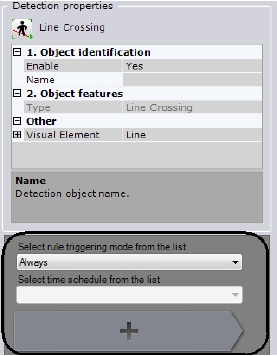 Detection properties
Line Crossing
1. Object identification
Enable Yes
Name
2. Object features
Type Line Crossing
Other
Visual Element Line
Name
Detection object name.
Select rule triggering mode from the list
Always
Select time schedule from the list